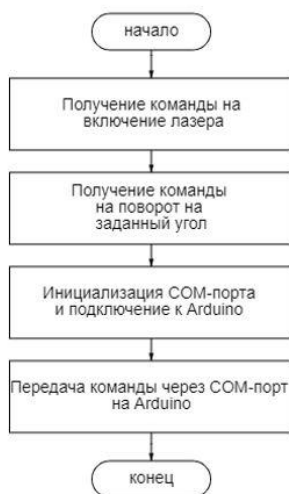 начало
Получение команды на
включение лазера
Получение команды
на поворот на
заданный угол
Инициализация COM-порта
и подключение к Arduino
Передача команды через COM-порт
на Arduino
конец